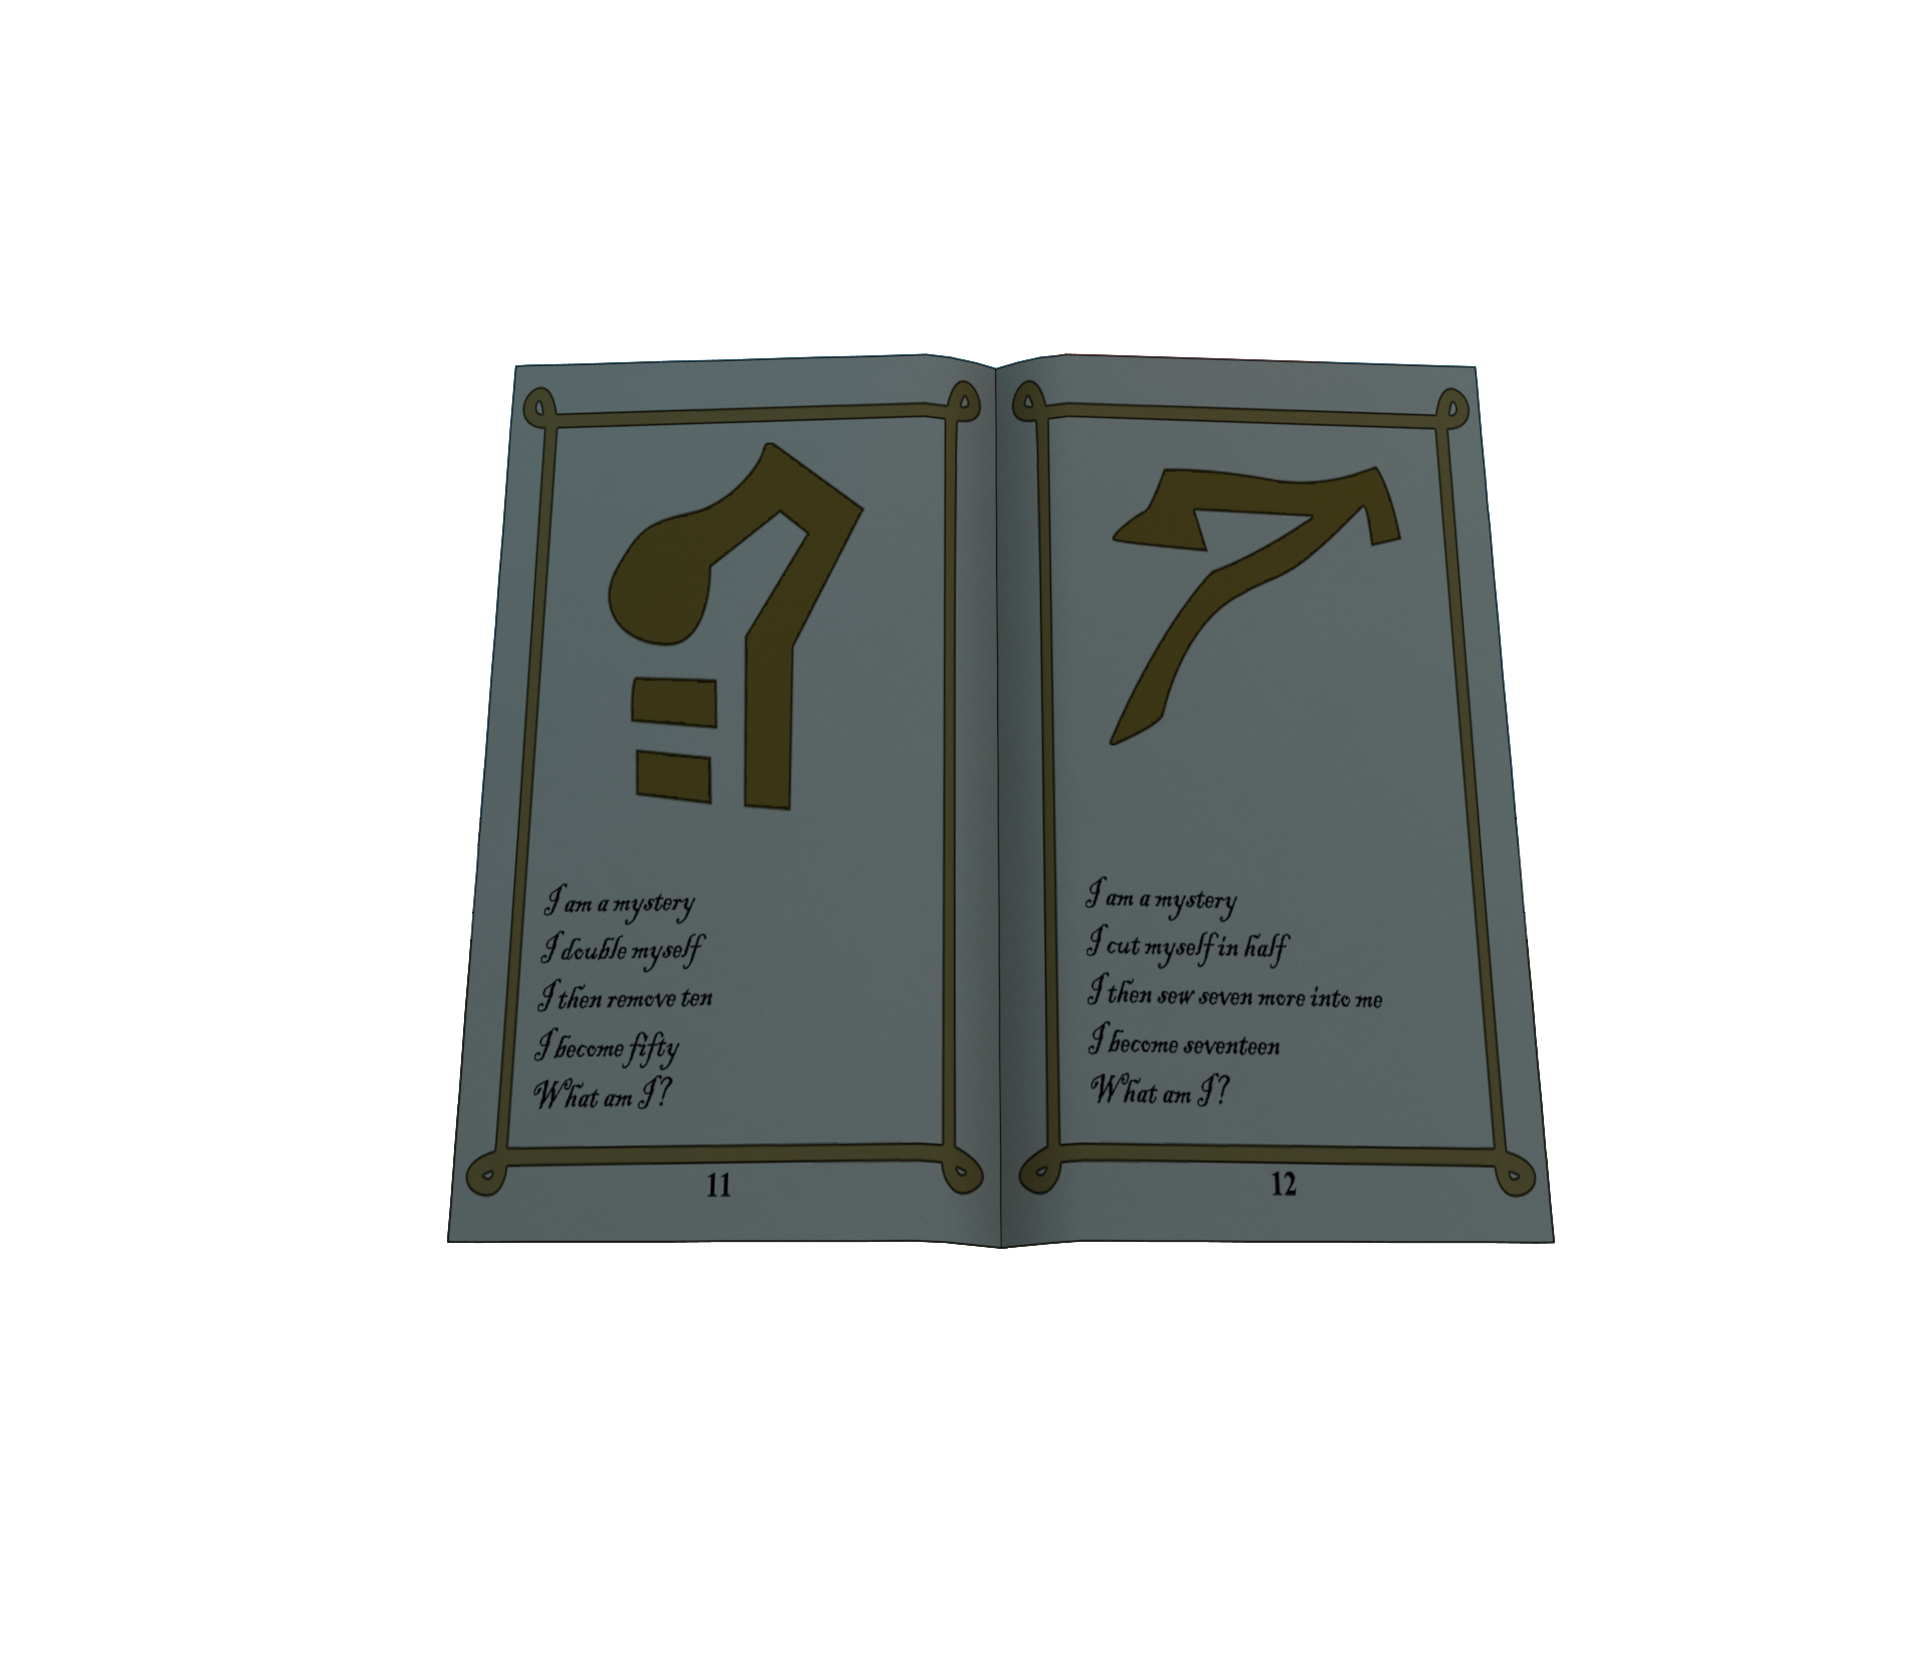 I am a mystery
I double myself
I then remove ten
I become fifty
What am I?
11
I am a mystery
I cut myself in half
I then sew seven more into me
I become seventeen
What am I?
12